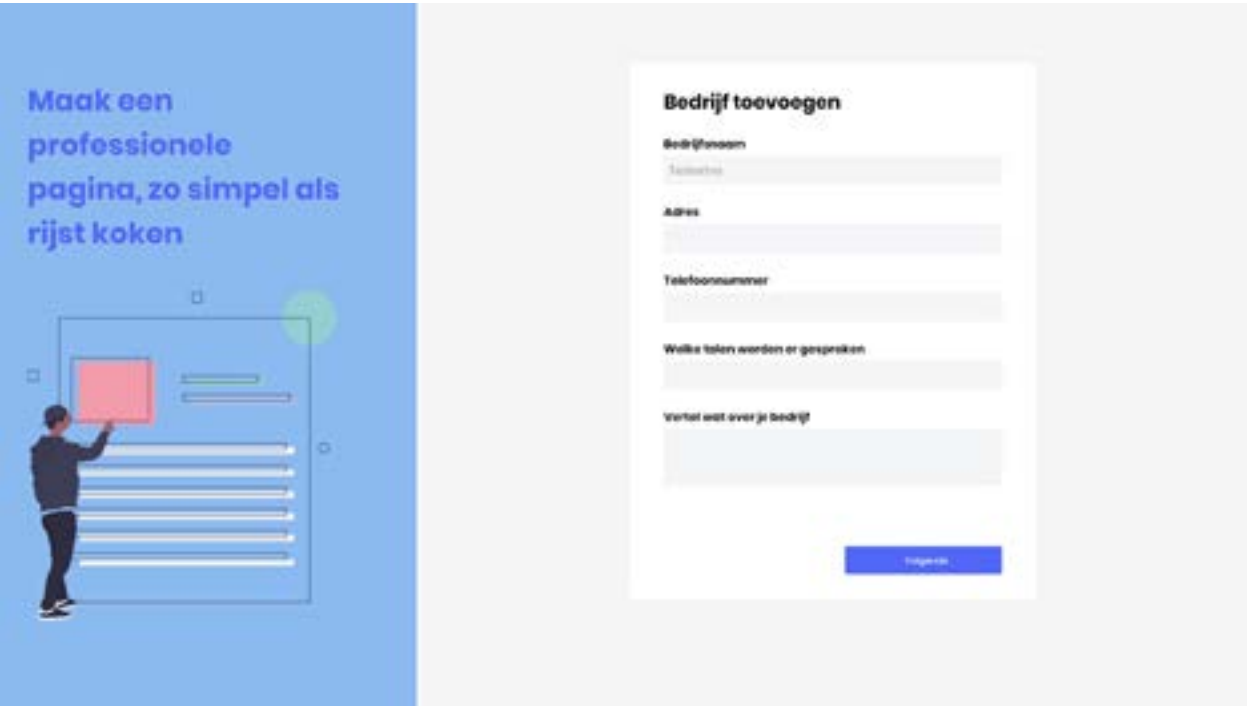 Maak een
professionele
pagina, zo simpel als
rijst koken
Bedrijf toevoegen
Bedrijfsnaam
Adres
Telefoonnummer
Welke talen worden er gesproken
Vertel wat over je bedrijf
Volgende